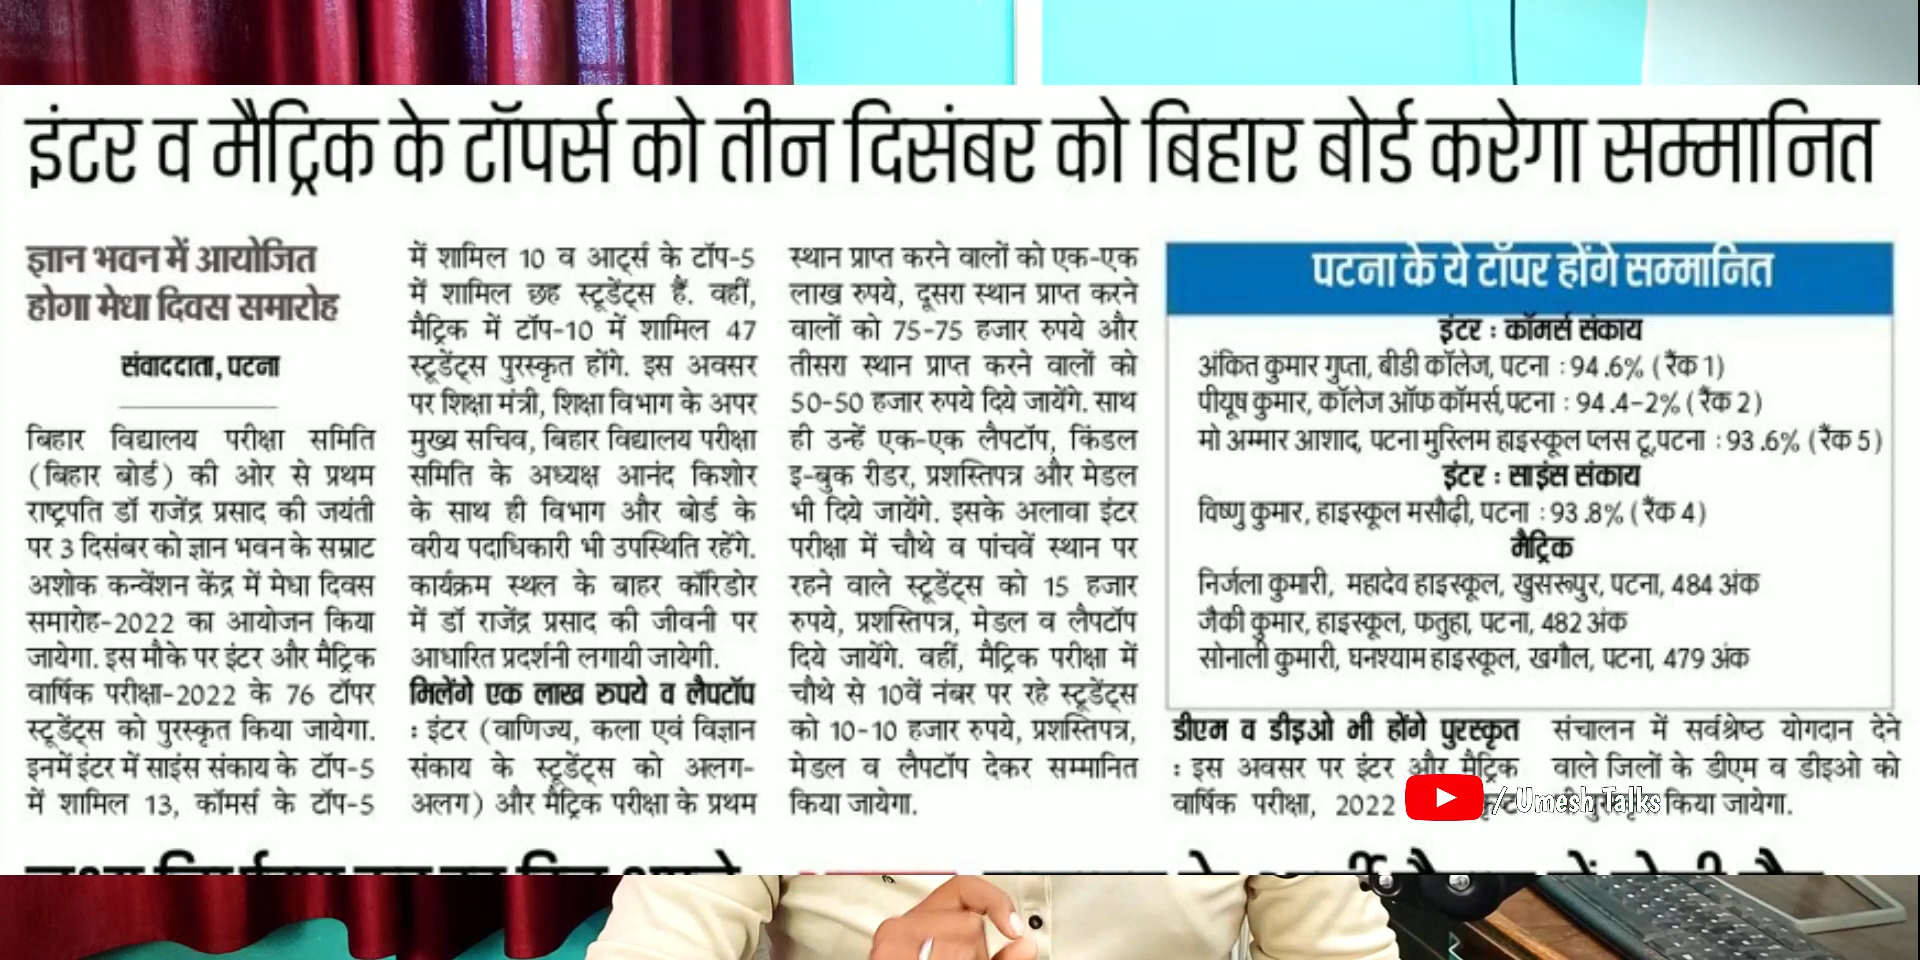 इंटर व मैट्रिक के टॉपर्स को तीन दिसंबर को बिहार बोर्ड करेगा सम्मानित
ज्ञान भवन में आयोजित
होगा मेधा दिवस समारोह
संवाददाता, पटना
बिहार विद्यालय परीक्षा समिति
(बिहार बोर्ड) की ओर से प्रथम
राष्ट्रपति डॉ राजेंद्र प्रसाद की जयंती
पर 3 दिसंबर को ज्ञान भवन के सम्राट
अशोक कन्वेंशन केंद्र में मेधा दिवस
समारोह-2022 का आयोजन किया
जायेगा. इस मौके पर इंटर और मैट्रिक
वार्षिक परीक्षा-2022 के 76 टॉपर
स्टूडेंट्स को पुरस्कृत किया जायेगा.
इनमें इंटर में साइंस संकाय के टॉप-5
में शामिल 13, कॉमर्स के टॉप-5
में शामिल 10 व आर्ट्स के टॉप-5
में शामिल छह स्टूडेंट्स हैं. वहीं,
मैट्रिक में टॉप-10 में शामिल 47
स्टूडेंट्स पुरस्कृत होंगे. इस अवसर
पर शिक्षा मंत्री, शिक्षा विभाग के अपर
मुख्य सचिव, बिहार विद्यालय परीक्षा
समिति के अध्यक्ष आनंद किशोर
के साथ ही विभाग और बोर्ड के
वरीय पदाधिकारी भी उपस्थिति रहेंगे.
कार्यक्रम स्थल के बाहर कॉरिडोर
में डॉ राजेंद्र प्रसाद की जीवनी पर
आधारित प्रदर्शनी लगायी जायेगी.
मिलेंगे एक लाख रुपये व लैपटॉप
: इंटर (वाणिज्य, कला एवं विज्ञान
संकाय के स्टूडेंट्स को अलग-
अलग) और मैट्रिक परीक्षा के प्रथम
स्थान प्राप्त करने वालों को एक-एक
लाख रुपये, दूसरा स्थान प्राप्त करने
वालों को 75-75 हजार रुपये और
तीसरा स्थान प्राप्त करने वालों को
50-50 हजार रुपये दिये जायेंगे. साथ
ही उन्हें एक-एक लैपटॉप, किंडल
इ-बुक रीडर, प्रशस्तिपत्र और मेडल
भी दिये जायेंगे. इसके अलावा इंटर
परीक्षा में चौथे व पांचवें स्थान पर
रहने वाले स्टूडेंट्स को 15 हजार
रुपये, प्रशस्तिपत्र, मेडल व लैपटॉप
दिये जायेंगे. वहीं, मैट्रिक परीक्षा में
चौथे से 10वें नंबर पर रहे स्टूडेंट्स
को 10-10 हजार रुपये, प्रशस्तिपत्र,
मेडल व लैपटॉप देकर सम्मानित
किया जायेगा.
पटना के ये टॉपर होंगे सम्मानित
इंटर : कॉमर्स संकाय
अंकित कुमार गुप्ता, बीडी कॉलेज, पटना : 94.6% (रैंक 1)
पीयूष कुमार, कॉलेज ऑफ कॉमर्स,पटना : 94.4-2% (रैंक 2)
मो अम्मार आशाद, पटना मुस्लिम हाइस्कूल प्लस टू,पटना : 93.6% (रैंक 5)
इंटर : साइंस संकाय
विष्णु कुमार, हाइस्कूल मसौढ़ी, पटना : 93.8% (रैंक 4)
मैट्रिक
निर्जला कुमारी, महादेव हाइस्कूल, खुसरूपुर, पटना, 484 अंक
जैकी कुमार, हाइस्कूल, फतुहा, पटना, 482 अंक
सोनाली कुमारी, घनश्याम हाइस्कूल, खगौल, पटना, 479 अंक
डीएम व डीइओ भी होंगे पुरस्कृत
: इस अवसर पर इंटर और मैट्रिक
वार्षिक परीक्षा, 2022
संचालन में सर्वश्रेष्ठ योगदान देने
वाले जिलों के डीएम व डीइओ को
किया जायेगा.
/ Umesh Talks